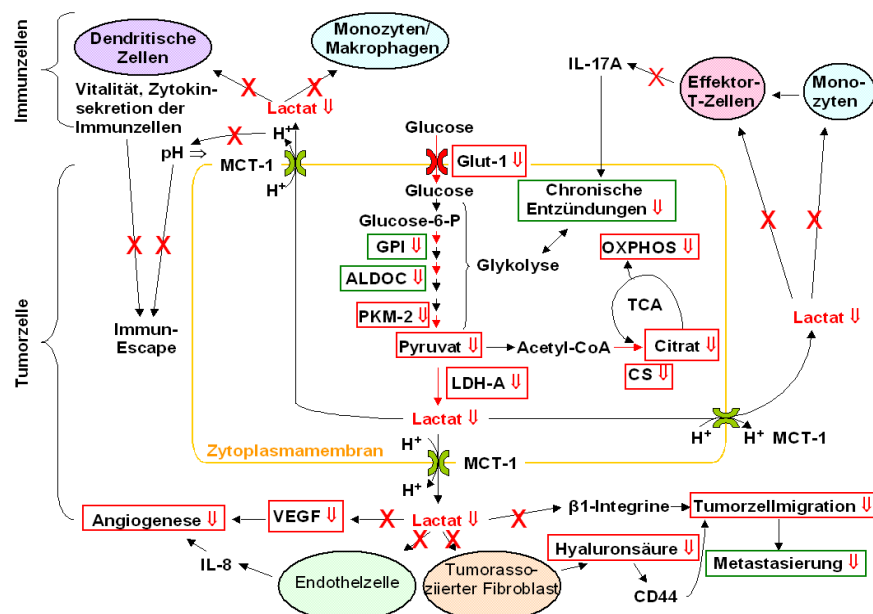 Immunzellen
Dendritische
Zellen
Monozyten/
Makrophagen
IL-17A
Effektor-
T-Zellen
Mono-
zyten
Vitalität, Zytokin-
sekretion der
Immunzellen
Lactat ⇓
H⁺
pH ⇒
MCT-1
H⁺
Glucose
Glut-1 ⇓
Glucose
Glucose-6-P
GPI ⇓
ALDOC ⇓
PKM-2 ⇓
Glykolyse
Chronische
Entzündungen ⇓
OXPHOS ⇓
TCA
Pyruvat ⇓
Acetyl-CoA
Citrat ⇓
CS ⇓
LDH-A ⇓
Lactat ⇓
Lactat ⇓
Tumorzelle
Immun-
Escape
Zytoplasmamembran
H⁺
MCT-1
H⁺
H⁺
H⁺ MCT-1
Angiogenese ⇓
VEGF ⇓
Lactat ⇓
β1-Integrine
Tumorzellmigration ⇓
IL-8
Endothelzelle
Tumorasso-
ziierter Fibroblast
Hyaluronsäure ⇓
CD44
Metastasierung ⇓